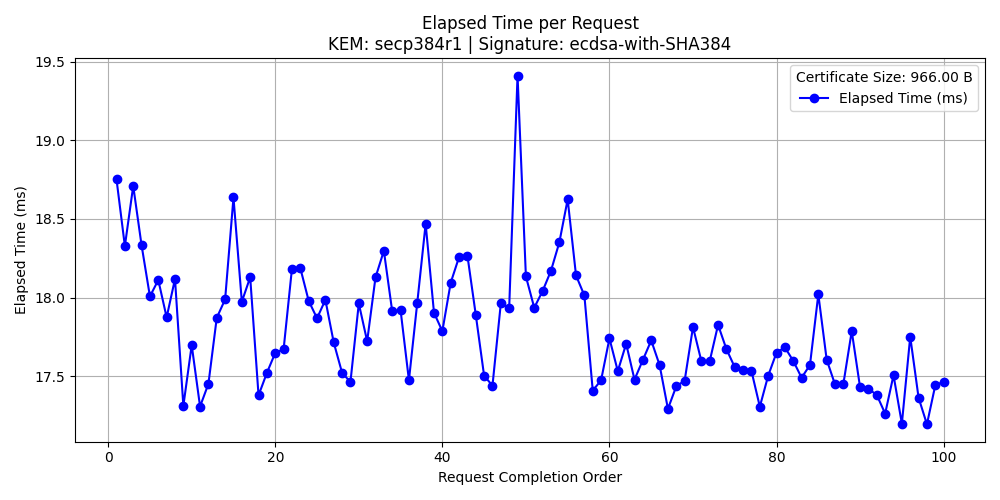 Elapsed Time per Request
KEM: secp384r1 | Signature: ecdsa-with-SHA384
Certificate Size: 966.00 B
Elapsed Time (ms)
Elapsed Time (ms)
19.5
19.0
18.5
18.0
17.5
0 20 40 60 80 100
Request Completion Order